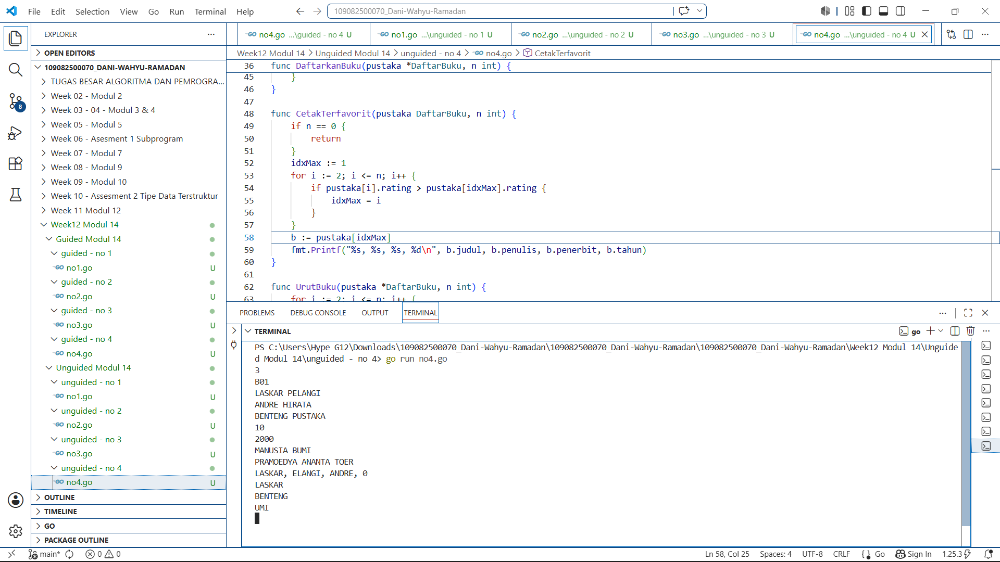 File Edit Selection View Go Run Terminal Help
109082500070_Dani-Wahyu-Ramadan
EXPLORER
no4.go ...\guided - no 4 U
no1.go ...\unguided - no 1 U
no2.go ...\unguided - no 2 U
no3.go ...\unguided - no 3 U
no4.go ...\unguided - no 4 U
OPEN EDITORS
109082500070_DANI-WAHYU-RAMADAN
TUGAS BESAR ALGORITMA DAN PEMROGRA...
Week 02 - Modul 2
Week 03 - 04 - Modul 3 & 4
Week 05 - Modul 5
Week 06 - Asesment 1 Subprogram
Week 07 - Modul 7
Week 08 - Modul 9
Week 09 - Modul 10
Week 10 - Assesment 2 Tipe Data Terstruktur
Week 11 Modul 12
Week12 Modul 14
Guided Modul 14
guided - no 1
no1.go U
guided - no 2
no2.go U
guided - no 3
no3.go U
guided - no 4
no4.go U
Unguided Modul 14
unguided - no 1
no1.go U
unguided - no 2
no2.go U
unguided - no 3
no3.go U
unguided - no 4
no4.go U
OUTLINE
TIMELINE
GO
PACKAGE OUTLINE
8
Week12 Modul 14 > Unguided Modul 14 > unguided - no 4 > no4.go > CetakTerfavorit
36 func DaftarkanBuku(pustaka *DaftarBuku, n int) {
45 }
46 }
47
48 func CetakTerfavorit(pustaka DaftarBuku, n int) {
49 if n == 0 {
50 return
51 }
52 idxMax := 1
53 for i := 2; i <= n; i++ {
54 if pustaka[i].rating > pustaka[idxMax].rating {
55 idxMax = i
56 }
57 }
58 b := pustaka[idxMax]
59 fmt.Printf("%s, %s, %s, %d\n", b.judul, b.penulis, b.penerbit, b.tahun)
60 }
61
62 func UrutBuku(pustaka *DaftarBuku, n int) {
63 for i := 2; i <= n; i++ {
PROBLEMS DEBUG CONSOLE OUTPUT TERMINAL
TERMINAL
go
PS C:\Users\Hype G12\Downloads\109082500070_Dani-Wahyu-Ramadan\109082500070_Dani-Wahyu-Ramadan\109082500070_Dani-Wahyu-Ramadan\Week12 Modul 14\Unguide
d Modul 14\unguided - no 4> go run no4.go
3
B01
LASKAR PELANGI
ANDRE HIRATA
BENTENG PUSTAKA
10
2000
MANUSIA BUMI
PRAMOEDYA ANANTA TOER
LASKAR, ELANGI, ANDRE, 0
LASKAR
BENTENG
UMI
main* 0 0 Ln 58, Col 25 Spaces: 4 UTF-8 CRLF Go Sign In 1.25.3